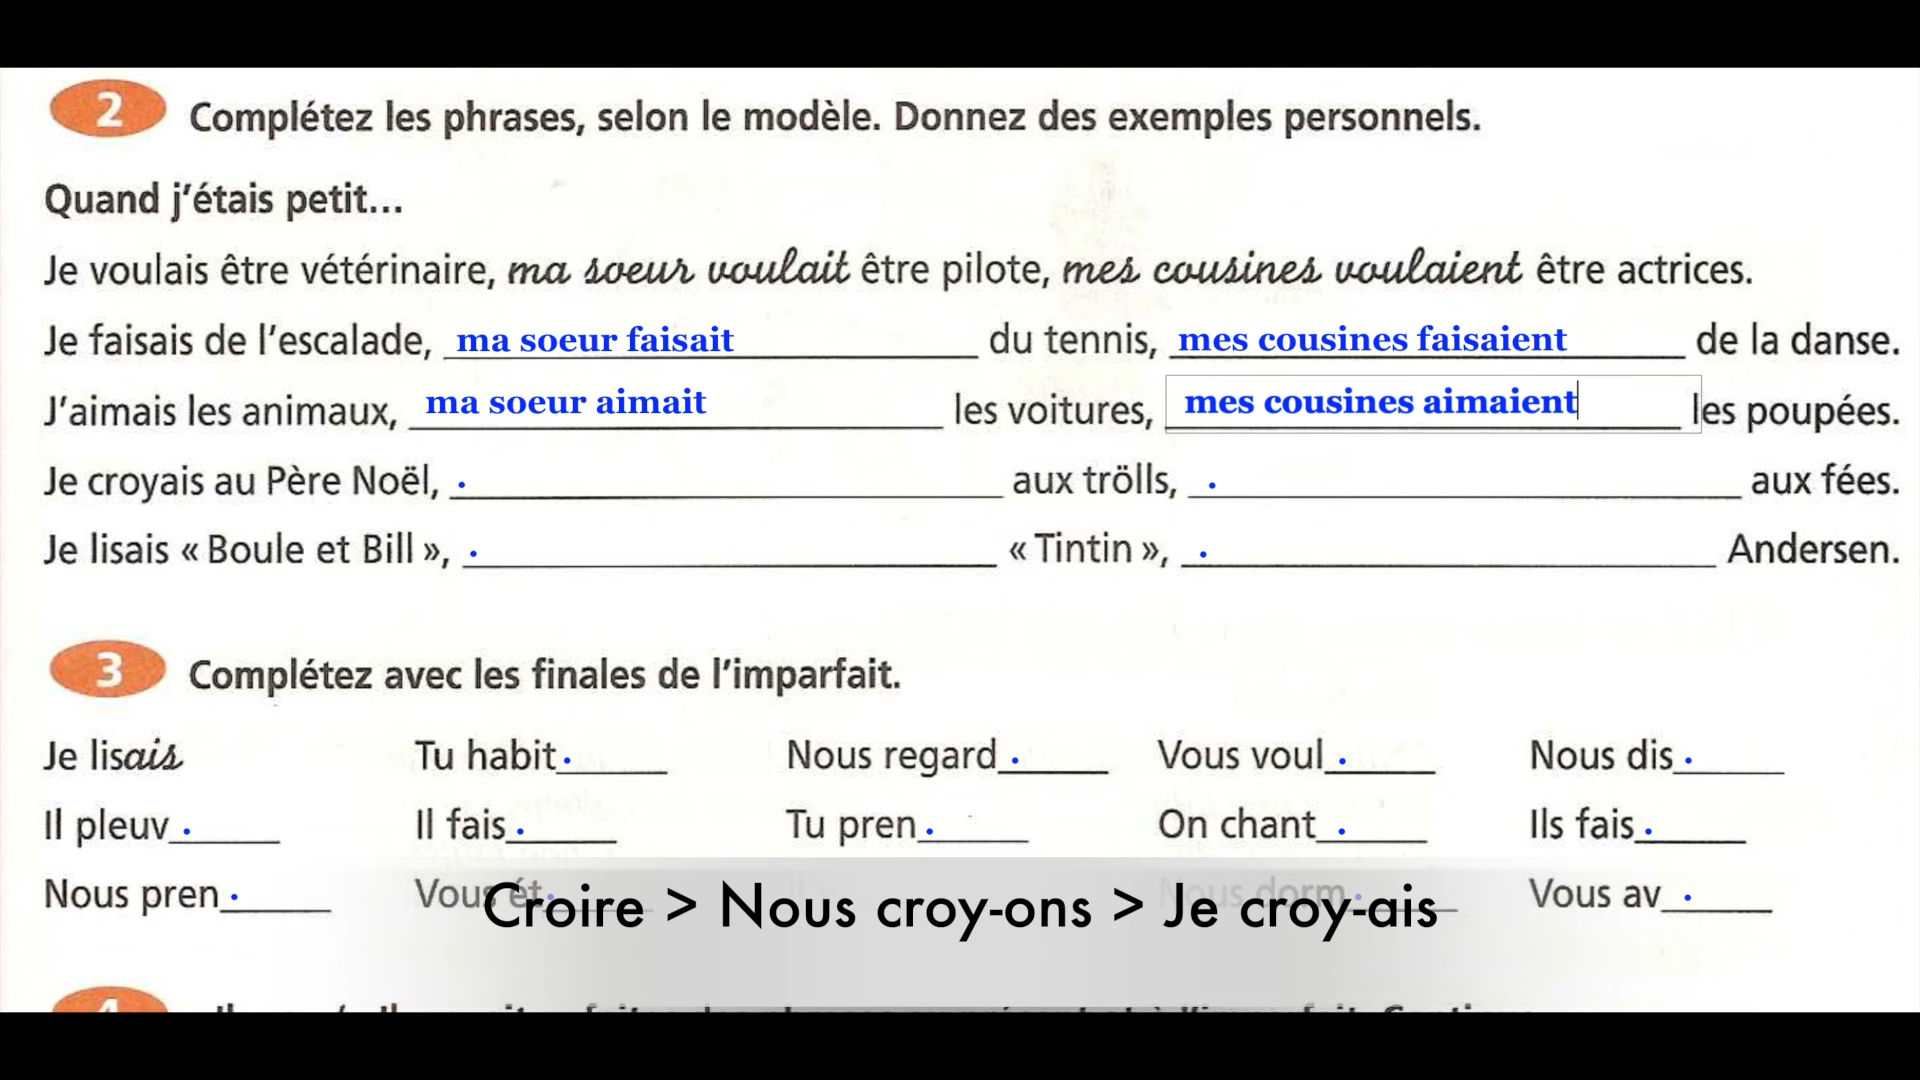 2 Complétez les phrases, selon le modèle. Donnez des exemples personnels.
Quand j'étais petit...
Je voulais être vétérinaire, ma soeur voulait être pilote, mes cousines voulaient être actrices.
Je faisais de l'escalade, ma soeur faisait du tennis, mes cousines faisaient de la danse.
J'aimais les animaux, ma soeur aimait les voitures, mes cousines aimaient les poupées.
Je croyais au Père Noël, . aux trölls, . aux fées.
Je lisais « Boule et Bill », . « Tintin », . Andersen.
3 Complétez avec les finales de l'imparfait.
Je lisais Tu habit. Nous regard. Vous voul. Nous dis.
Il pleuv. Il fais. Tu pren. On chant. Ils fais.
Nous pren. Vous ét. Nous dorm. Vous av.
Croire > Nous croy-ons > Je croy-ais